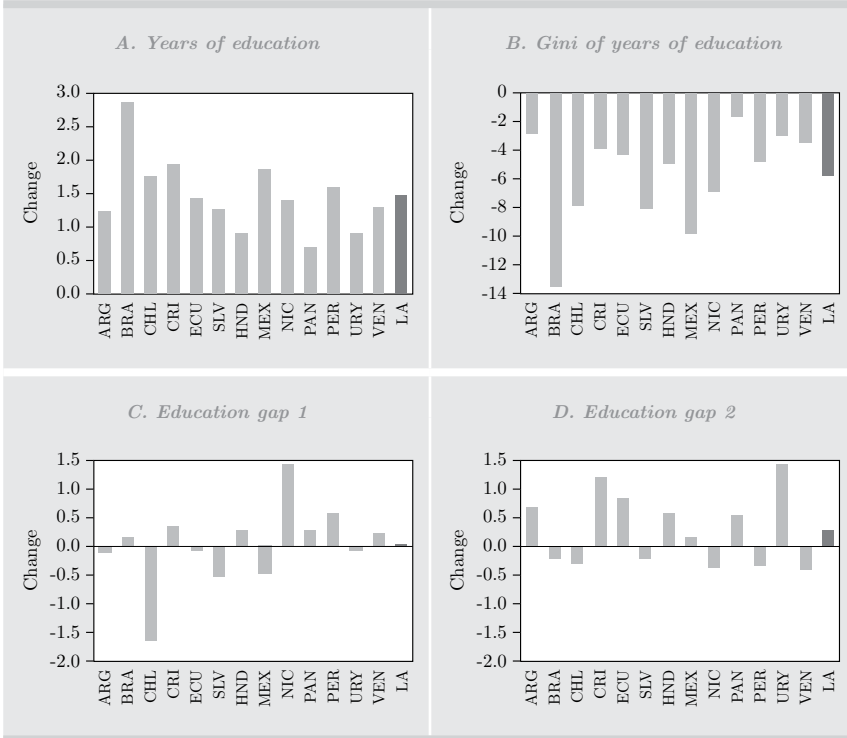 A. Years of education
3.0
2.5
2.0
1.5
1.0
0.5
0.0
Change
ARG BRA CHL CRI ECU SLV HND MEX NIC PAN PER URY VEN LA
B. Gini of years of education
0
-2
-4
-6
-8
-10
-12
-14
Change
ARG BRA CHL CRI ECU SLV HND MEX NIC PAN PER URY VEN LA
C. Education gap 1
1.5
1.0
0.5
0.0
-0.5
-1.0
-1.5
-2.0
Change
ARG BRA CHL CRI ECU SLV HND MEX NIC PAN PER URY VEN LA
D. Education gap 2
1.5
1.0
0.5
0.0
-0.5
-1.0
-1.5
-2.0
Change
ARG BRA CHL CRI ECU SLV HND MEX NIC PAN PER URY VEN LA